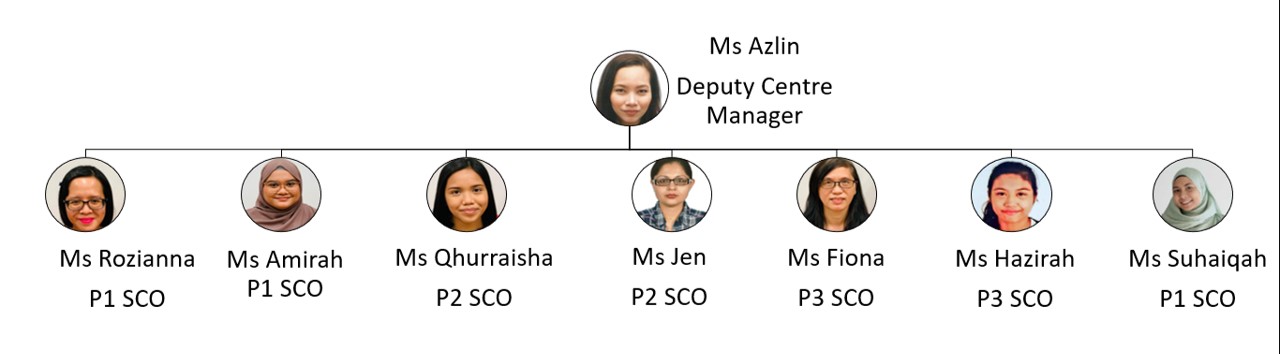 Ms Azlin
Deputy Centre
Manager
Ms Rozianna
P1 SCO
Ms Amirah
P1 SCO
Ms Qhurraisha
P2 SCO
Ms Jen
P2 SCO
Ms Fiona
P3 SCO
Ms Hazirah
P3 SCO
Ms Suhaiqah
P1 SCO